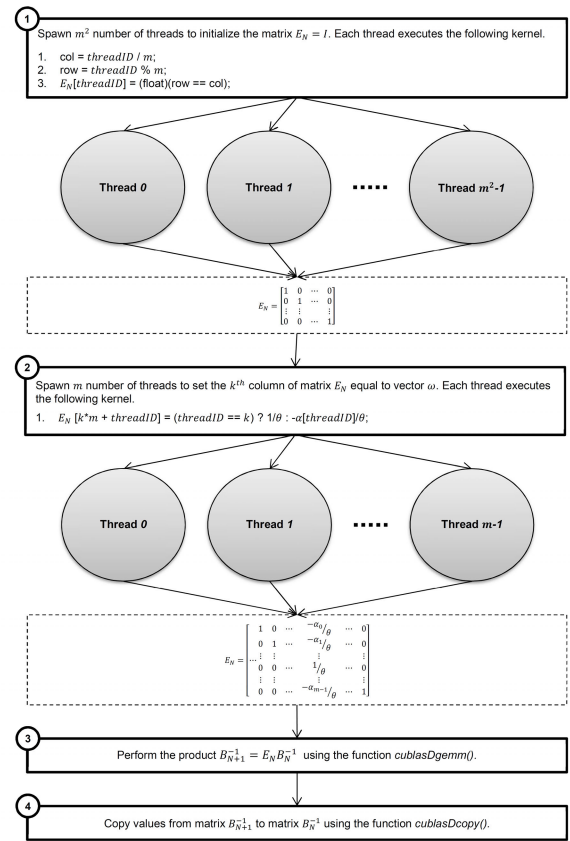 1
Spawn m² number of threads to initialize the matrix E_N = I. Each thread executes the following kernel.
1. col = threadID / m;
2. row = threadID % m;
3. E_N[threadID] = (float)(row == col);
Thread 0 Thread 1 ..... Thread m²-1
1 0 ⋯ 0
0 1 ⋯ 0
E_N =
⋮ ⋮ ⋮
0 0 ⋯ 1
2
Spawn m number of threads to set the kᵗʰ column of matrix E_N equal to vector ω. Each thread executes
the following kernel.
1. E_N [k*m + threadID] = (threadID == k) ? 1/θ : -α[threadID]/θ;
Thread 0 Thread 1 ..... Thread m-1
1 0 ⋯ −α₀/θ ⋯ 0
0 1 ⋯ −α₁/θ ⋯ 0
E_N = ⋯ ⋮ ⋮ ⋮ ⋮
0 0 ⋯ 1/θ ⋯ 0
⋮ ⋮ ⋮ ⋮
0 0 ⋯ −α_{m−1}/θ ⋯ 1
3
Perform the product B_{N+1}^{-1} = E_N B_N^{-1} using the function cublasDgemm().
4
Copy values from matrix B_{N+1}^{-1} to matrix B_N^{-1} using the function cublasDcopy().